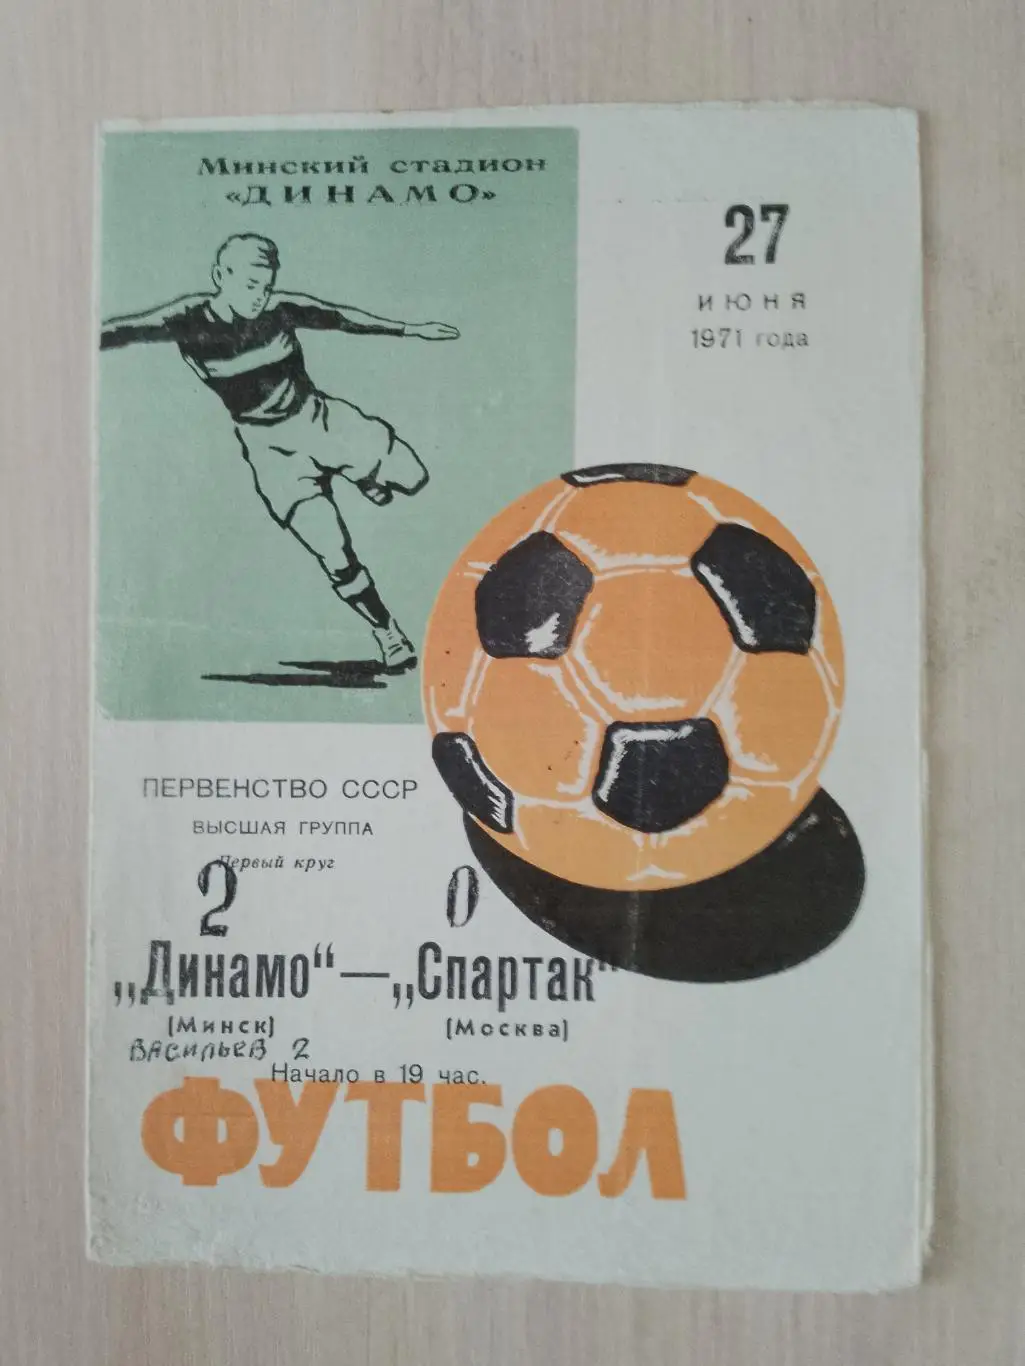 Минский стадион
«ДИНАМО»
27
ИЮНЯ
1971 года
ПЕРВЕНСТВО СССР
ВЫСШАЯ ГРУППА
Первый круг
2 0
„Динамо“ — „Спартак“
(Минск) (Москва)
ВАСИЛЬЕВ 2
Начало в 19 час.
ФУТБОЛ